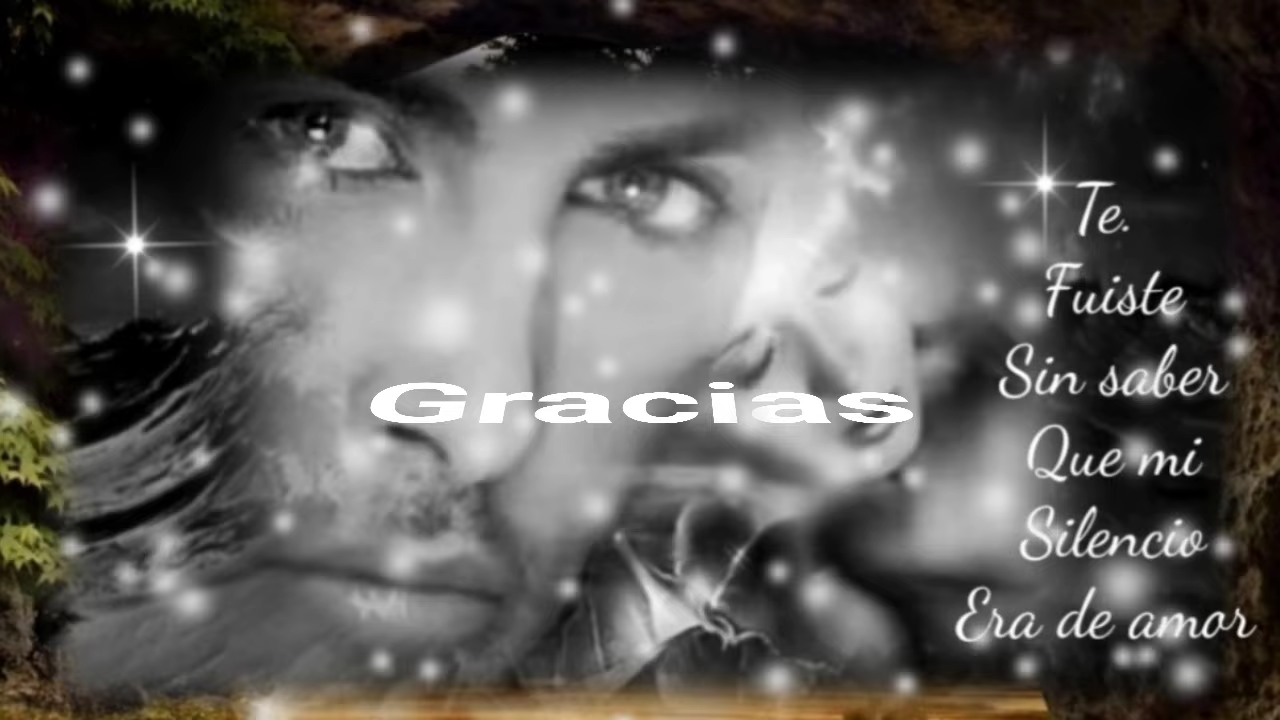 Te.
Fuiste
Sin saber
Que mi
Silencio
Era de amor
Gracias